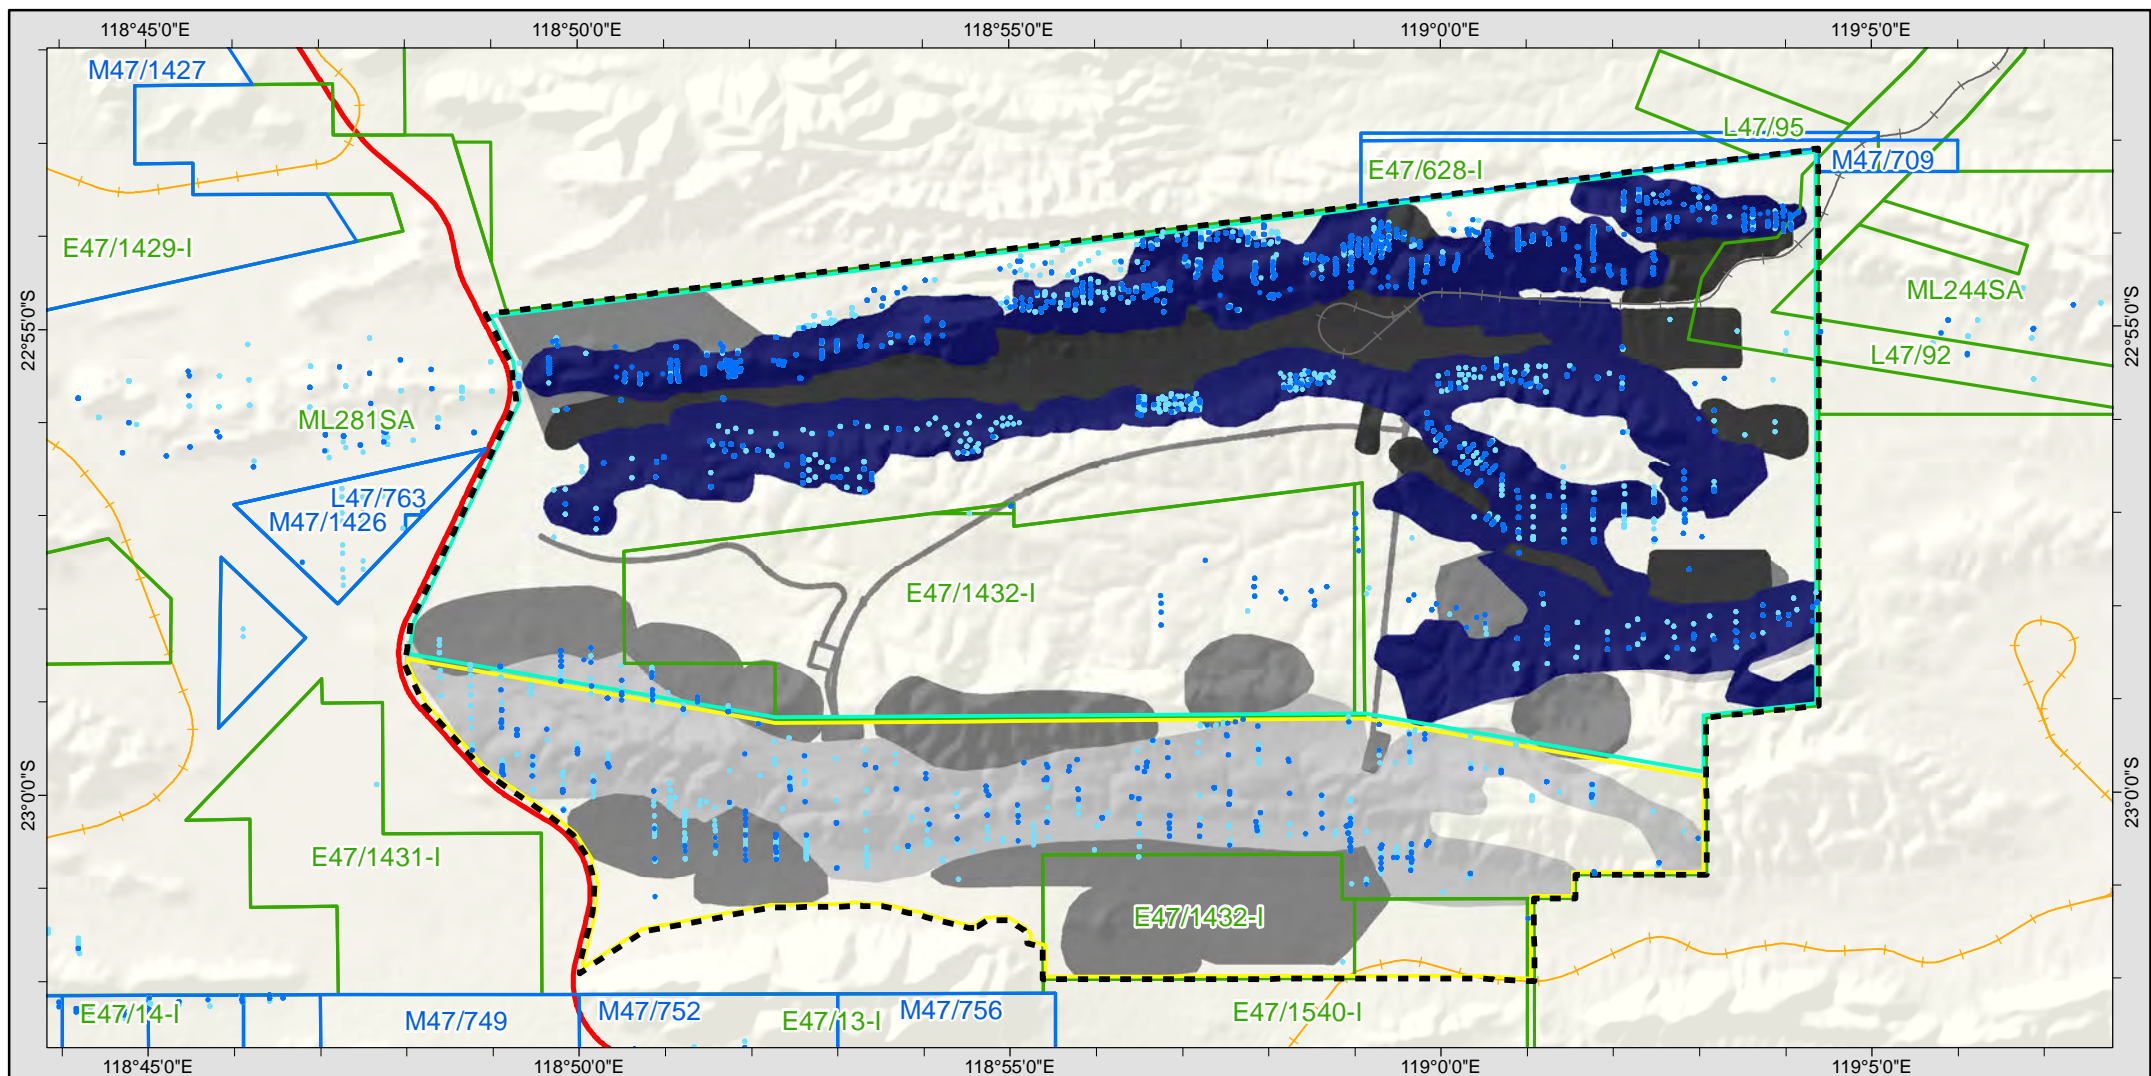 118°45'0"E
118°50'0"E
118°55'0"E
119°0'0"E
119°5'0"E
M47/1427
L47/95
M47/709
E47/628-I
E47/1429-I
ML244SA
22°55'0"S
22°55'0"S
L47/92
ML281SA
L47/763
M47/1426
E47/1432-I
23°0'0"S
23°0'0"S
E47/1431-I
E47/1432-I
E47/14-I
M47/749
M47/752
E47/13-I
M47/756
E47/1540-I
118°45'0"E
118°50'0"E
118°55'0"E
119°0'0"E
119°5'0"E